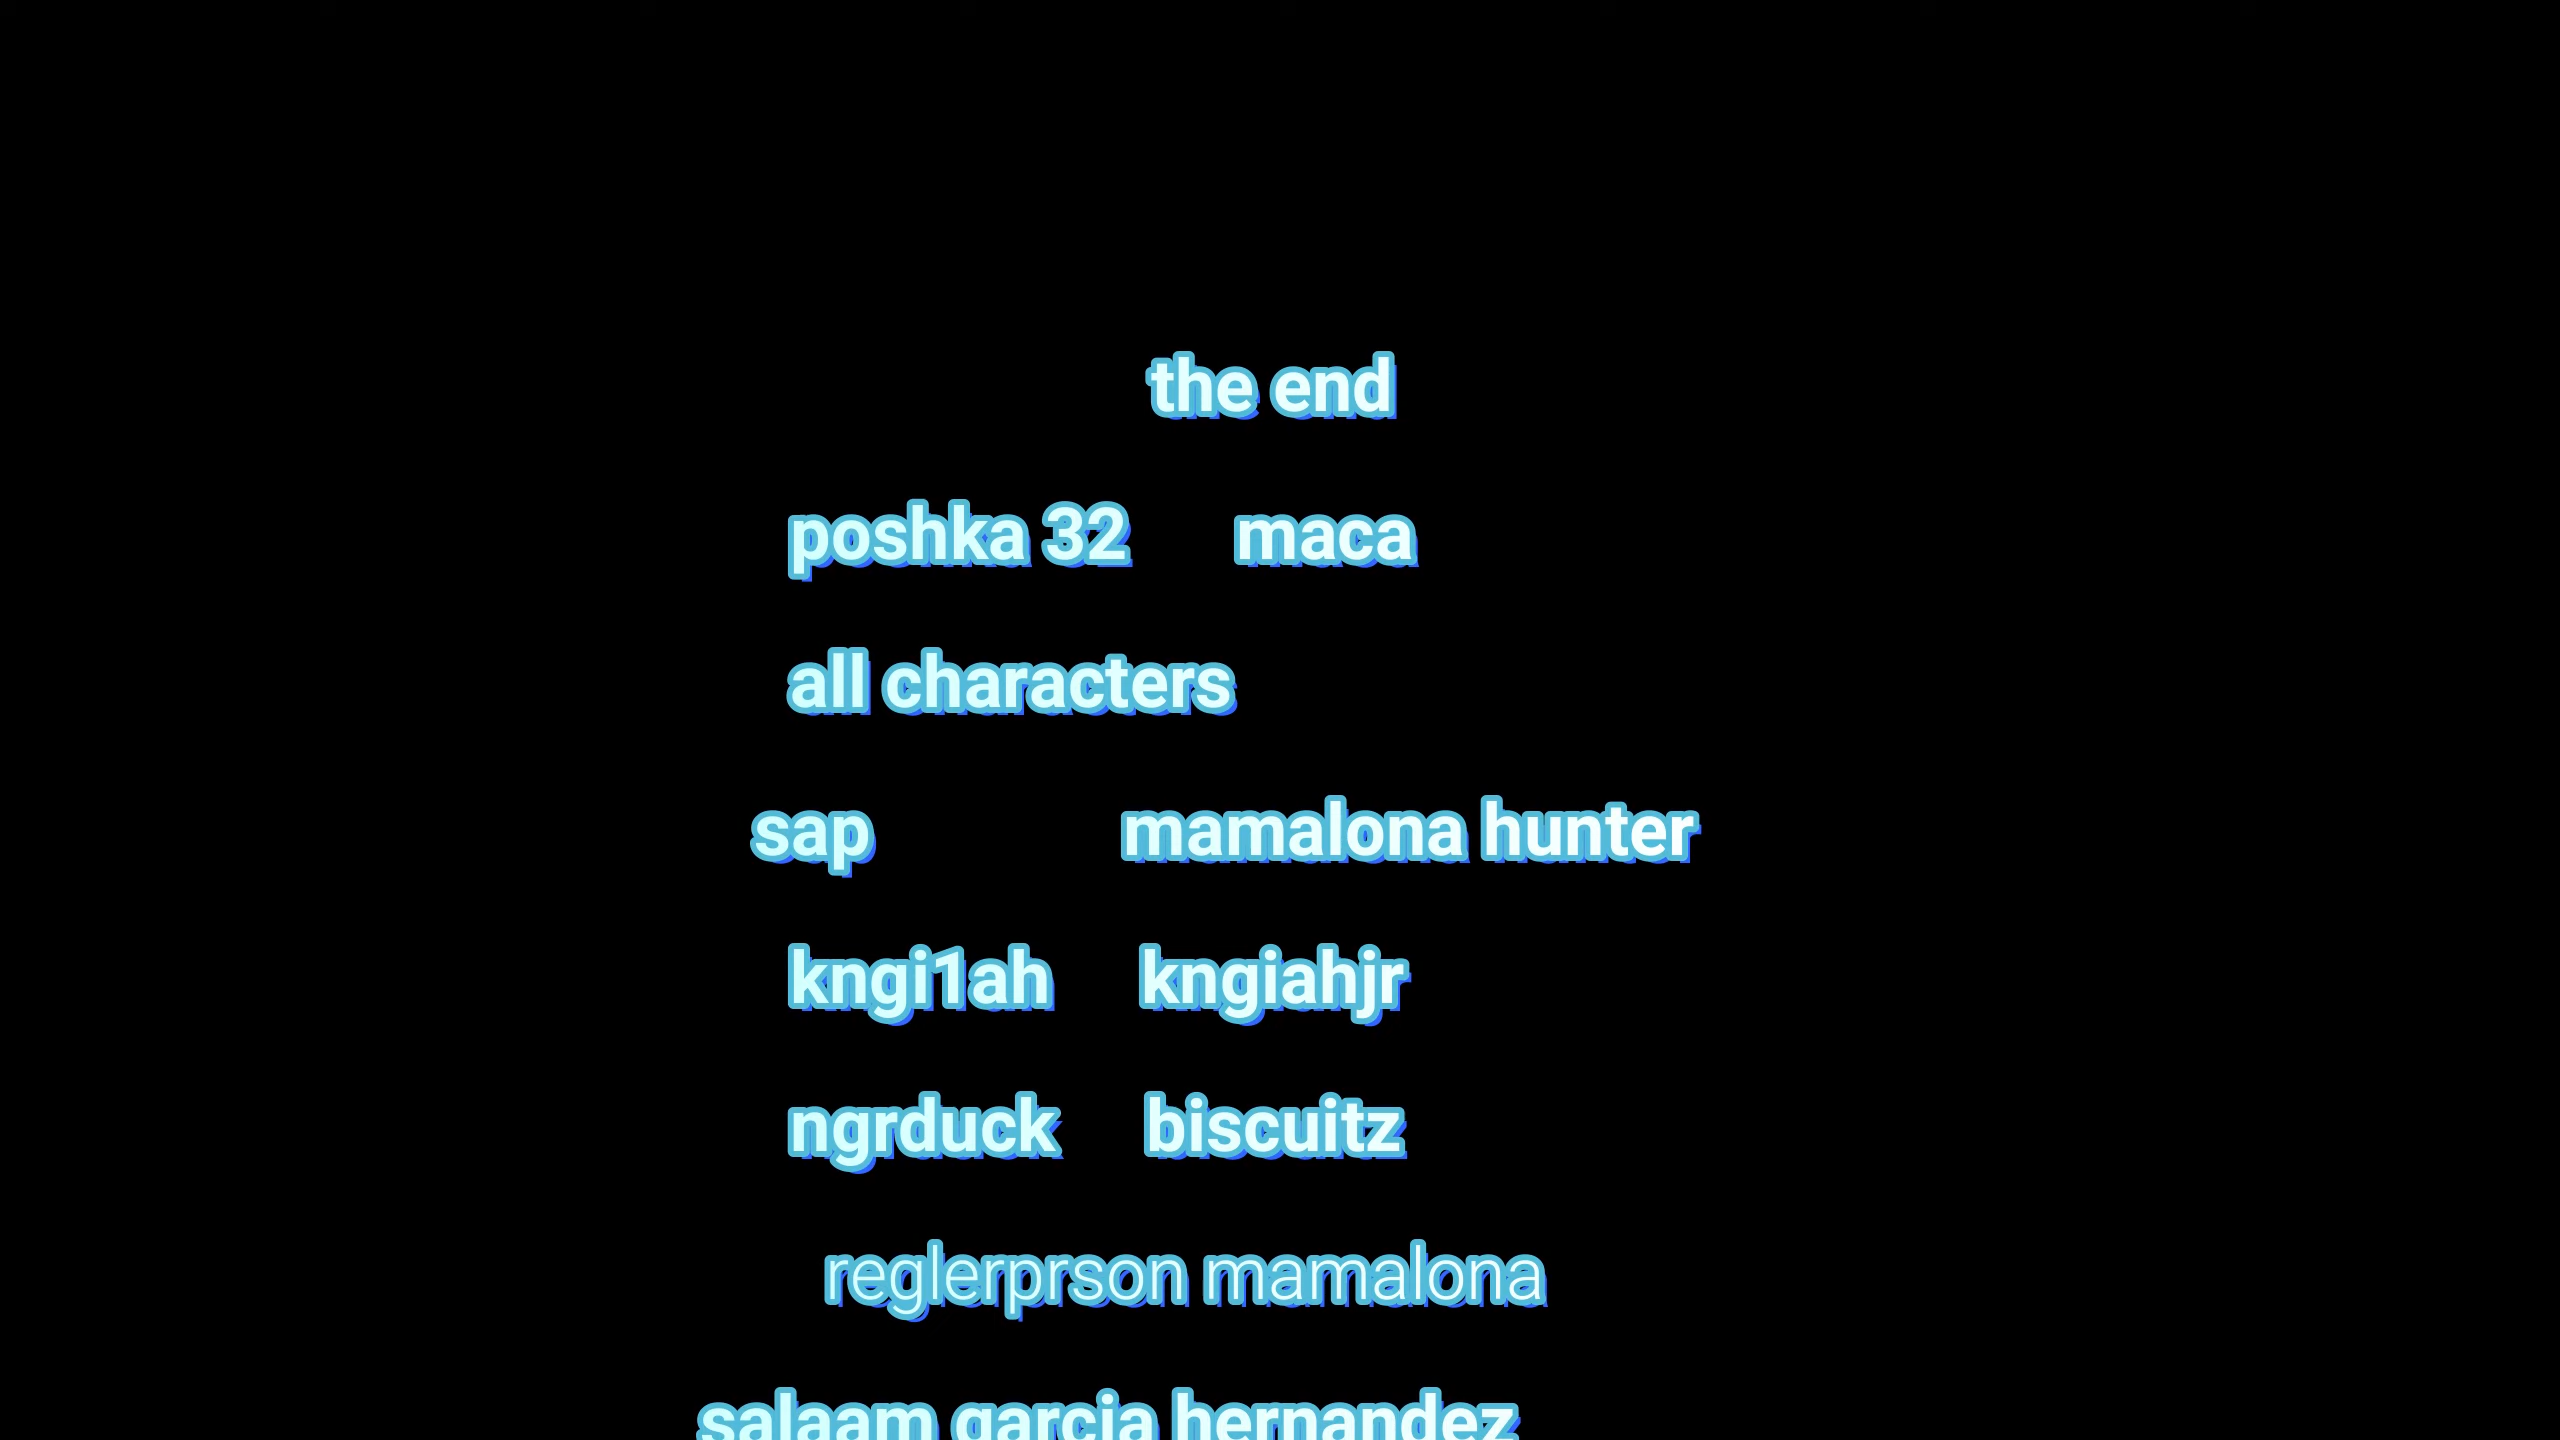 the end
poshka 32 maca
all characters
sap mamalona hunter
kngi1ah kngiahjr
ngrduck biscuitz
reglerprson mamalona
salaam garcia hernandez